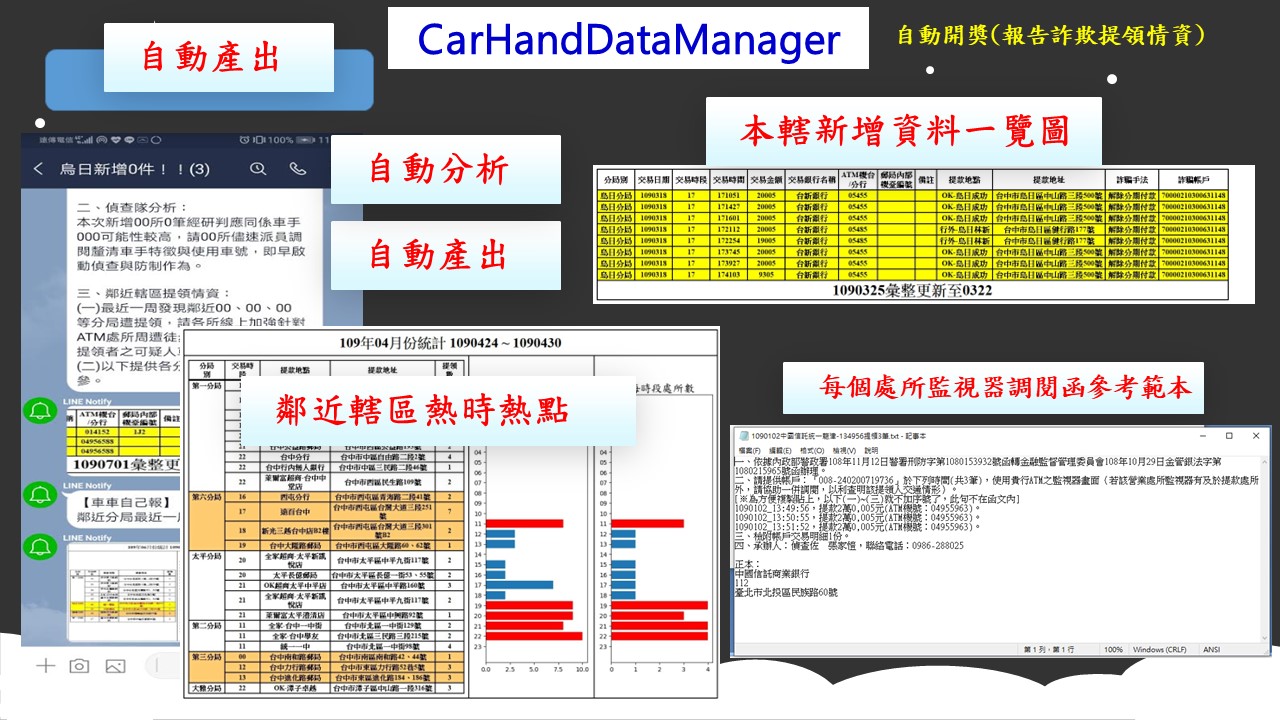 自動產出
CarHandDataManager
自動開獎(報告詐欺提領情資)
遠傳電信
100%
烏日新增0件！！(3)
二、偵查隊分析：
本次新增00所0筆經研判應同係車手
000可能性較高，請00所儘速派員調
閱釐清車手特徵與使用車號，即早啟
動偵查與防制作為。
三、鄰近轄區提領情資：
(一)最近一周發現鄰近00、00、00
等分局遭提領，請各所線上加強針對
ATM處所周遭徒
提領者之可疑人
(二)以下提供各分
參。
LINE Notify
ATM機台/分行 郵局內部機臺編號 備註
014152 1J2
04956588
04956588
1090701彙整更
LINE Notify
【車車自己報】
鄰近分局最近一
LINE Notify
自動分析
自動產出
本轄新增資料一覽圖
分局別 交易日期 交易時段 交易時間 交易金額 交易銀行名稱 ATM機台/分行 郵局內部機臺編號 備註 提款地點 提款地址 詐騙手法 詐騙帳戶
烏日分局 1090318 17 171051 20005 台新銀行 05455 OK-烏日成功 台中市烏日區中山路三段500號 解除分期付款 70000210300631148
烏日分局 1090318 17 171427 20005 台新銀行 05455 OK-烏日成功 台中市烏日區中山路三段500號 解除分期付款 70000210300631148
烏日分局 1090318 17 171601 20005 台新銀行 05455 OK-烏日成功 台中市烏日區中山路三段500號 解除分期付款 70000210300631148
烏日分局 1090318 17 172112 20005 台新銀行 05485 行外-烏日林新 台中市烏日區健行路177號 解除分期付款 70000210300631148
烏日分局 1090318 17 172254 19005 台新銀行 05485 行外-烏日林新 台中市烏日區健行路177號 解除分期付款 70000210300631148
烏日分局 1090318 17 173745 20005 台新銀行 05455 OK-烏日成功 台中市烏日區中山路三段500號 解除分期付款 70000210300631148
烏日分局 1090318 17 173927 20005 台新銀行 05455 OK-烏日成功 台中市烏日區中山路三段500號 解除分期付款 70000210300631148
烏日分局 1090318 17 174103 9305 台新銀行 05455 OK-烏日成功 台中市烏日區中山路三段500號 解除分期付款 70000210300631148
1090325彙整更新至0322
109年04月份統計 1090424 ~ 1090430
分局別 交易時段 提款地點 提款地址 提領數
第一分局
時段處所數
鄰近轄區熱時熱點
22 台中分行 台中市中區自由路二段2號 4
22 台中行內無人銀行 台中市中區三民路二段46號 1
22 萊爾富超商-台中建成店 台中市西區民生路109號 2
第六分局 16 西屯分行 台中市西屯區青海路二段41號 2
17 遠百台中 台中市西屯區台灣大道三段251號 7
18 新光三越台中店B2樓 台中市西屯區台灣大道三段301號B2 2
19 台中大隆路郵局 台中市西屯區大隆路60、62號 1
太平分局 20 全家超商-太平新凱悅店 台中市太平區中平九街117號 2
20 太平長億郵局 台中市太平區長億一街53、55號 2
21 OK超商太平中平店 台中市太平區中平路160號 3
21 全家超商-太平新凱悅店 台中市太平區中平九街117號 2
21 萊爾富太平澄清店 台中市太平區中興路92號 1
第二分局 11 全家-台中一中街 台中市北區一中街129號 2
11 全家-台中學友 台中市北區三民路三段215號 2
11 統一一中 台中市北區一中街98號 4
第三分局 00 台中南和路郵局 台中市南區南和路42、44號 1
12 台中力行路郵局 台中市東區力行路52巷5號 3
13 台中進化路郵局 台中市東區進化路184、186號 3
大雅分局 22 OK-潭子卓越 台中市潭子區中山路一段316號 3
11
12
13
14
15
16
17
18
19
20
21
22
23
0.0 2.5 5.0 7.5 10.0
0 1 2 3 4
每個處所監視器調閱函參考範本
1090102中國信託統一龍津-134956提領3筆.txt - 記事本
檔案(F) 編輯(E) 格式(O) 檢視(V) 說明
一、依據內政部警政署108年11月12日警署刑防字第1080153932號函轉金融監督管理委員會108年10月29日金管銀法字第
1080215965號函辦理。
二、請提供帳戶：「008-240200719736」於下列時間(共3筆)，使用貴行ATM之監視器畫面（若該營業處所監視器有及於提款處所
外，請協助一併調閱，以利查明該提領人交通情形)。
[※為方便複製貼上，以下(一)~(三)就不加序號了，此句不在函文內]
1090102_13:49:56，提款2萬0,005元(ATM機號：04955963)。
1090102_13:50:55，提款2萬0,005元(ATM機號：04955963)。
1090102_13:51:52，提款2萬0,005元(ATM機號：04955963)。
三、檢附帳戶交易明細1份。
四、承辦人：偵查佐 張家愷，聯絡電話：0986-288025
正本：
中國信託商業銀行
112
臺北市北投區民族路60號
第 1 列，第 1 行 100% Windows (CRLF) ANSI